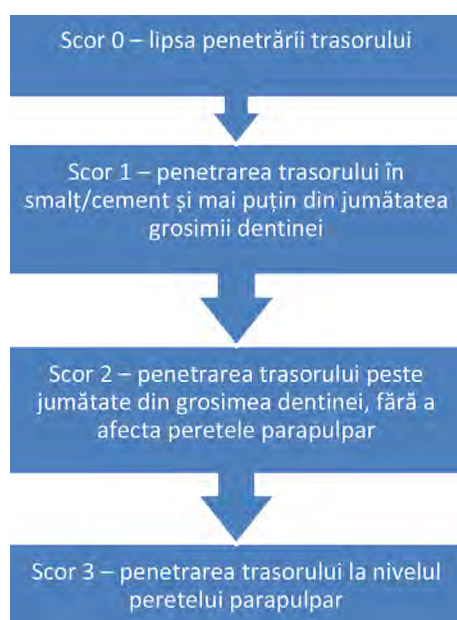 Scor 0 – lipsa penetrării trasorului
Scor 1 – penetrarea trasorului în
smalț/cement și mai puțin din jumătatea
grosimii dentinei
Scor 2 – penetrarea trasorului peste
jumătate din grosimea dentinei, fără a
afecta peretele parapulpar
Scor 3 – penetrarea trasorului la nivelul
peretelui parapulpar